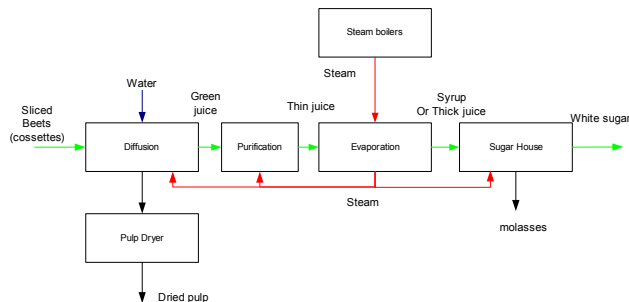 Steam boilers
Steam
Water
Green
juice
Thin juice
Syrup
Or Thick juice
White sugar
Sliced
Beets
(cossettes)
Diffusion
Purification
Evaporation
Sugar House
Steam
molasses
Pulp Dryer
Dried pulp